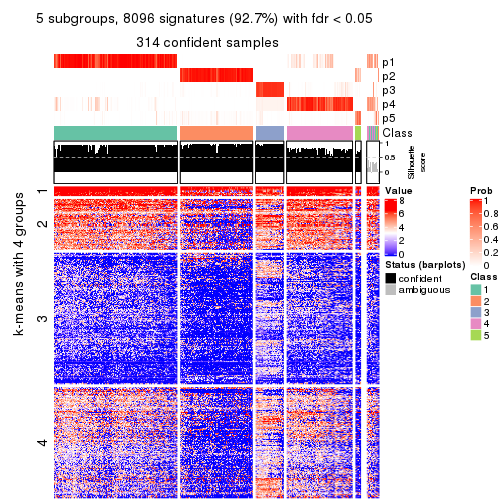 5 subgroups, 8096 signatures (92.7%) with fdr < 0.05
314 confident samples
p1
p2
p3
p4
p5
Class
1
0.5
0
Silhouette
score
k-means with 4 groups
1
2
3
4
Value
8
6
4
2
0
Status (barplots)
confident
ambiguous
Prob
1
0.8
0.6
0.4
0.2
0
Class
1
2
3
4
5